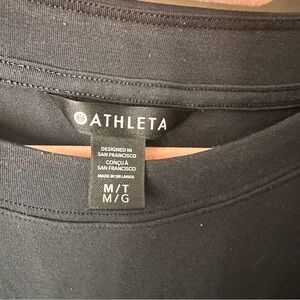 ATHLETA
DESIGNED IN
SAN FRANCISCO
CONÇU À
SAN FRANCISCO
MADE IN SRI LANKA
M/T
M/G